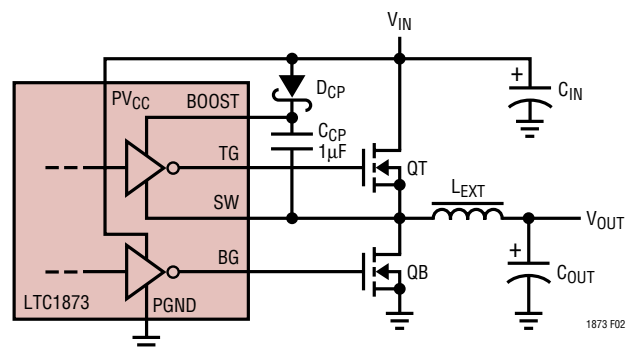 V_IN
PV_CC
BOOST
D_CP
C_IN
+
C_CP
1µF
TG
QT
L_EXT
SW
V_OUT
+
BG
QB
C_OUT
LTC1873
PGND
1873 F02